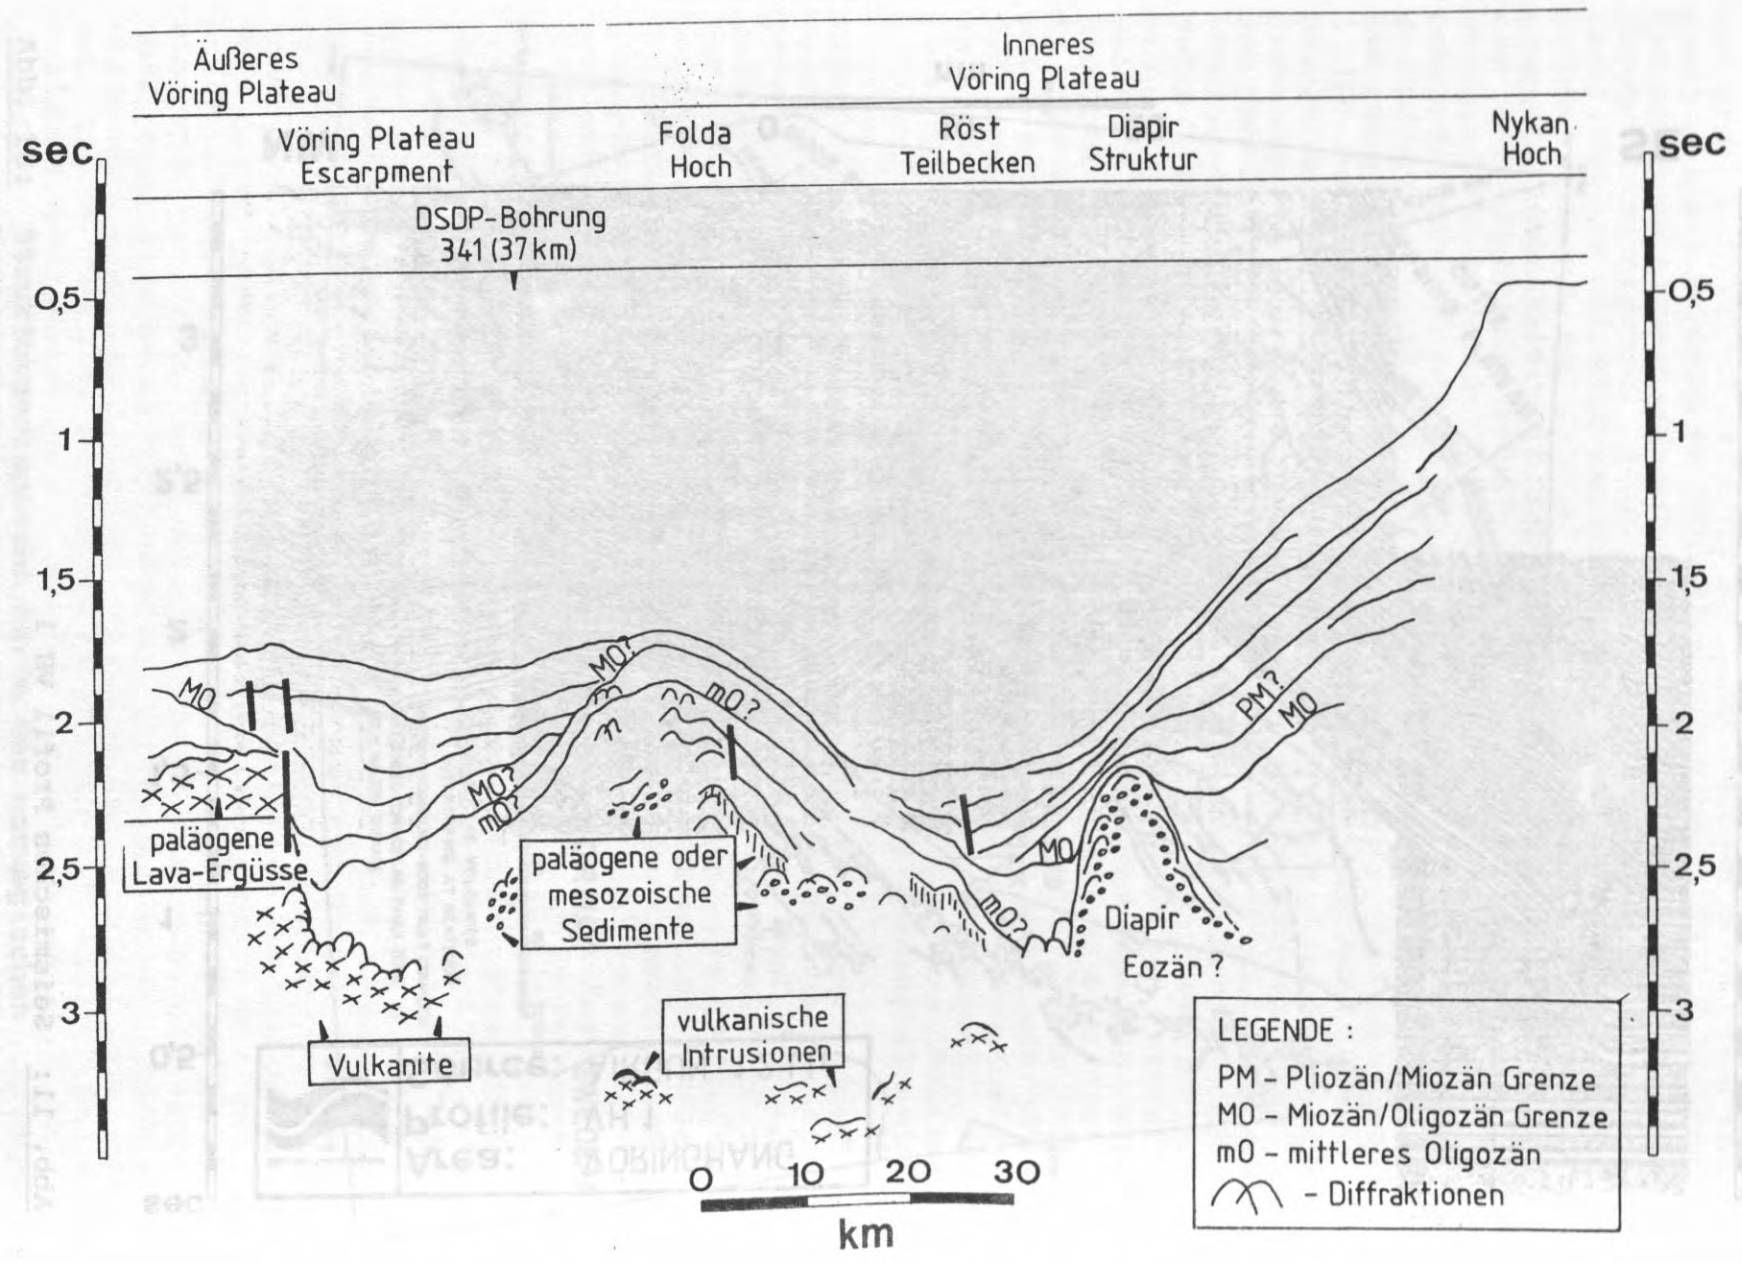 Äußeres
Vöring Plateau
Inneres
Vöring Plateau
Vöring Plateau
Escarpment
Folda
Hoch
Röst
Teilbecken
Diapir
Struktur
Nykan
Hoch
sec
sec
DSDP-Bohrung
341 (37km)
0,5
0,5
1
1
1,5
1,5
2
2
2,5
2,5
3
3
MO
MO?
mO?
MO?
mO?
PM?
MO
MO
mO?
paläogene
Lava-Ergüsse
paläogene oder
mesozoische
Sedimente
Diapir
Eozän ?
Vulkanite
vulkanische
Intrusionen
LEGENDE :
PM – Pliozän/Miozän Grenze
MO – Miozän/Oligozän Grenze
mO – mittleres Oligozän
– Diffraktionen
0 10 20 30
km